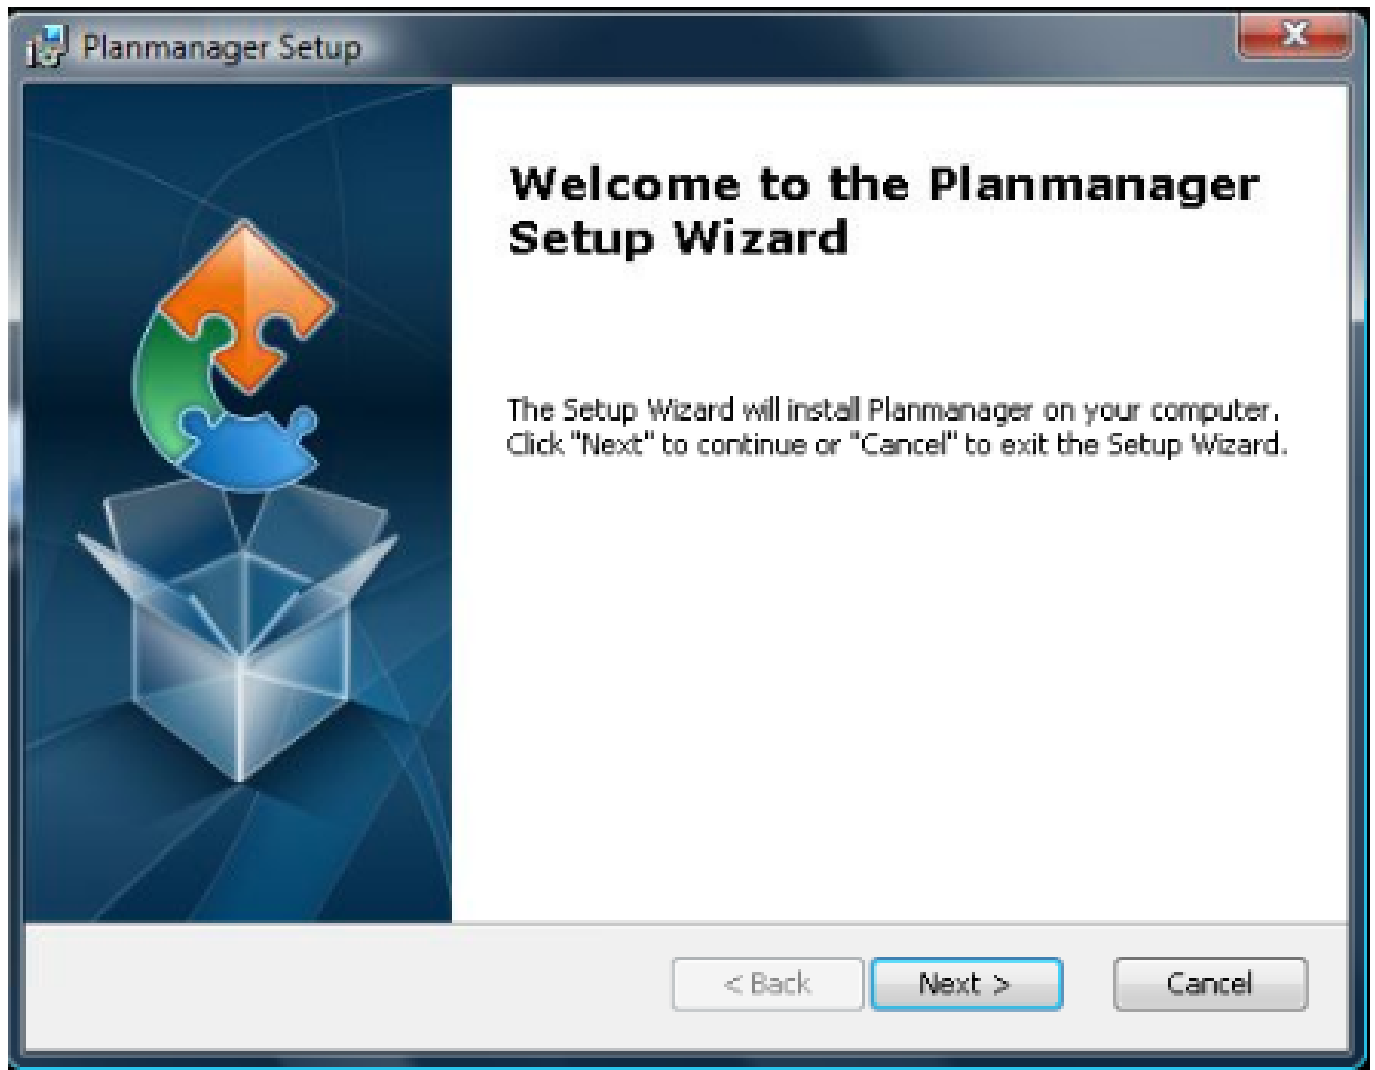 Planmanager Setup
Welcome to the Planmanager
Setup Wizard
The Setup Wizard will install Planmanager on your computer.
Click "Next" to continue or "Cancel" to exit the Setup Wizard.
< Back
Next >
Cancel